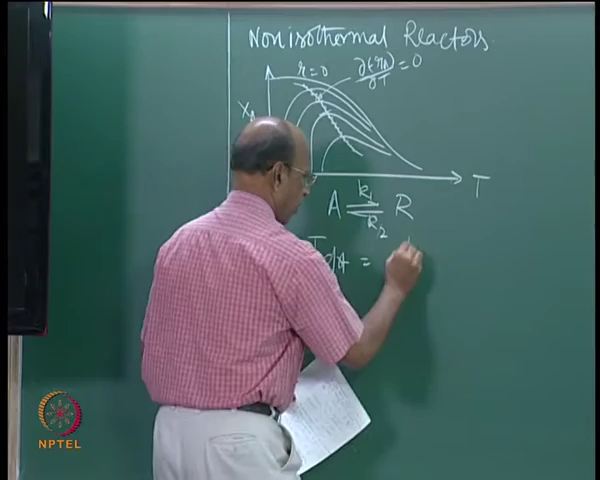 Nonisothermal Reactors
r=0 ∂(-rA)/∂T = 0
XA
T
A ⇌ R
k1
k2
=
NPTEL